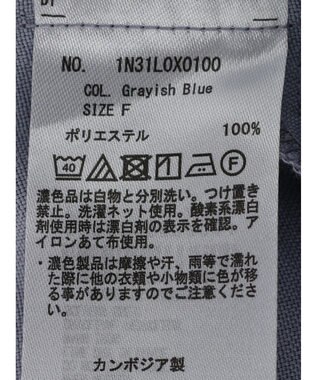 NO. 1N31L0X0100
COL. Grayish Blue
SIZE F
ポリエステル 100%
40 F
濃色品は白物と分別洗い。つけ置き
禁止。洗濯ネット使用。酸素系漂白
剤使用時は漂白剤の表示を確認。ア
イロンあて布使用。
・濃色製品は摩擦や汗、雨等で濡れ
た際に他の衣類や小物類に色が移
る事がありますのでご注意くださ
い。
カンボジア製